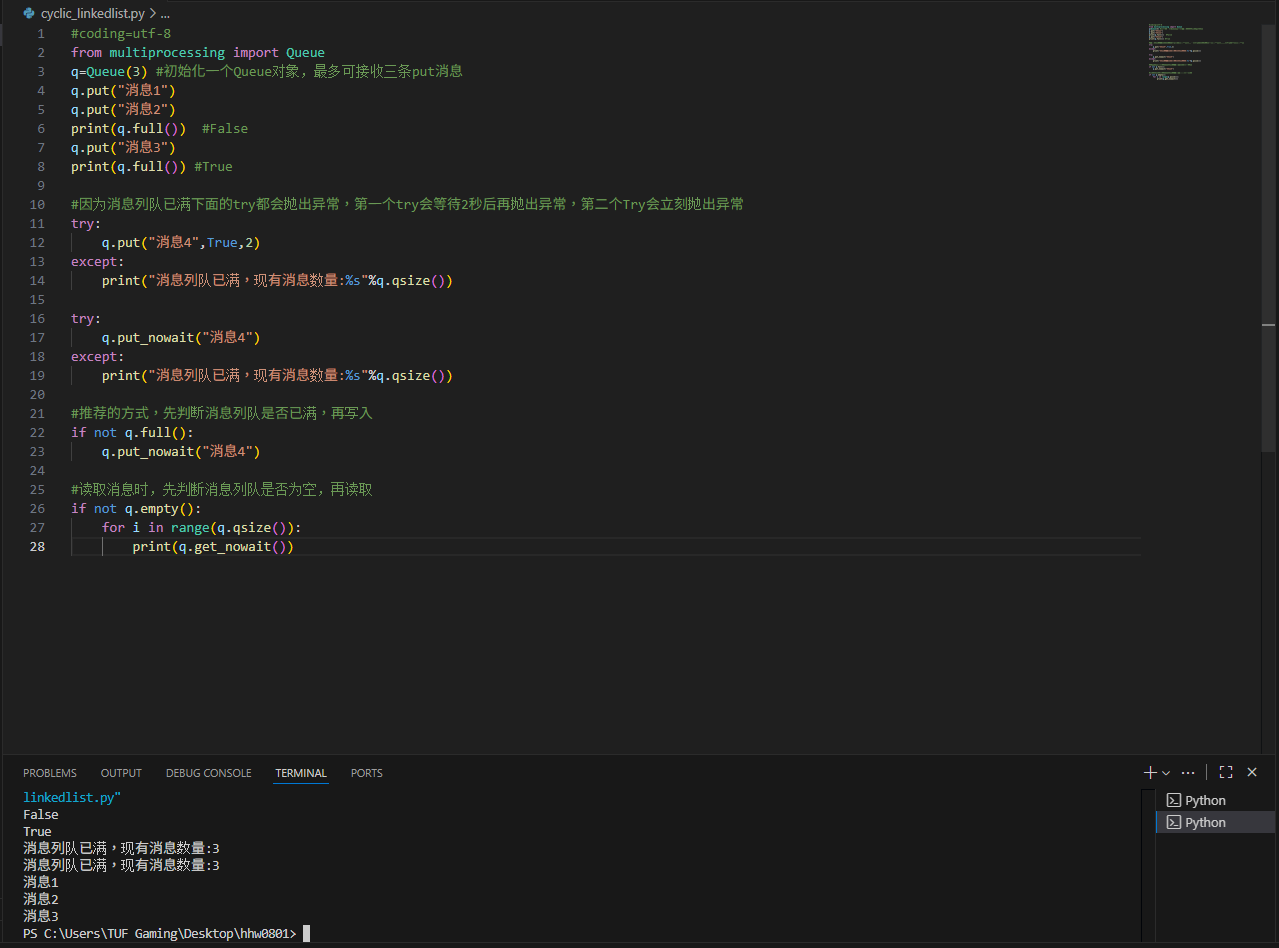 cyclic_linkedlist.py > ...
1 #coding=utf-8
2 from multiprocessing import Queue
3 q=Queue(3) #初始化一个Queue对象，最多可接收三条put消息
4 q.put("消息1")
5 q.put("消息2")
6 print(q.full())  #False
7 q.put("消息3")
8 print(q.full()) #True
9
10 #因为消息列队已满下面的try都会抛出异常，第一个try会等待2秒后再抛出异常，第二个Try会立刻抛出异常
11 try:
12     q.put("消息4",True,2)
13 except:
14     print("消息列队已满，现有消息数量:%s"%q.qsize())
15
16 try:
17     q.put_nowait("消息4")
18 except:
19     print("消息列队已满，现有消息数量:%s"%q.qsize())
20
21 #推荐的方式，先判断消息列队是否已满，再写入
22 if not q.full():
23     q.put_nowait("消息4")
24
25 #读取消息时，先判断消息列队是否为空，再读取
26 if not q.empty():
27     for i in range(q.qsize()):
28         print(q.get_nowait())
PROBLEMS OUTPUT DEBUG CONSOLE TERMINAL PORTS
linkedlist.py"
False
True
消息列队已满，现有消息数量:3
消息列队已满，现有消息数量:3
消息1
消息2
消息3
PS C:\Users\TUF Gaming\Desktop\hhw0801>
Python
Python